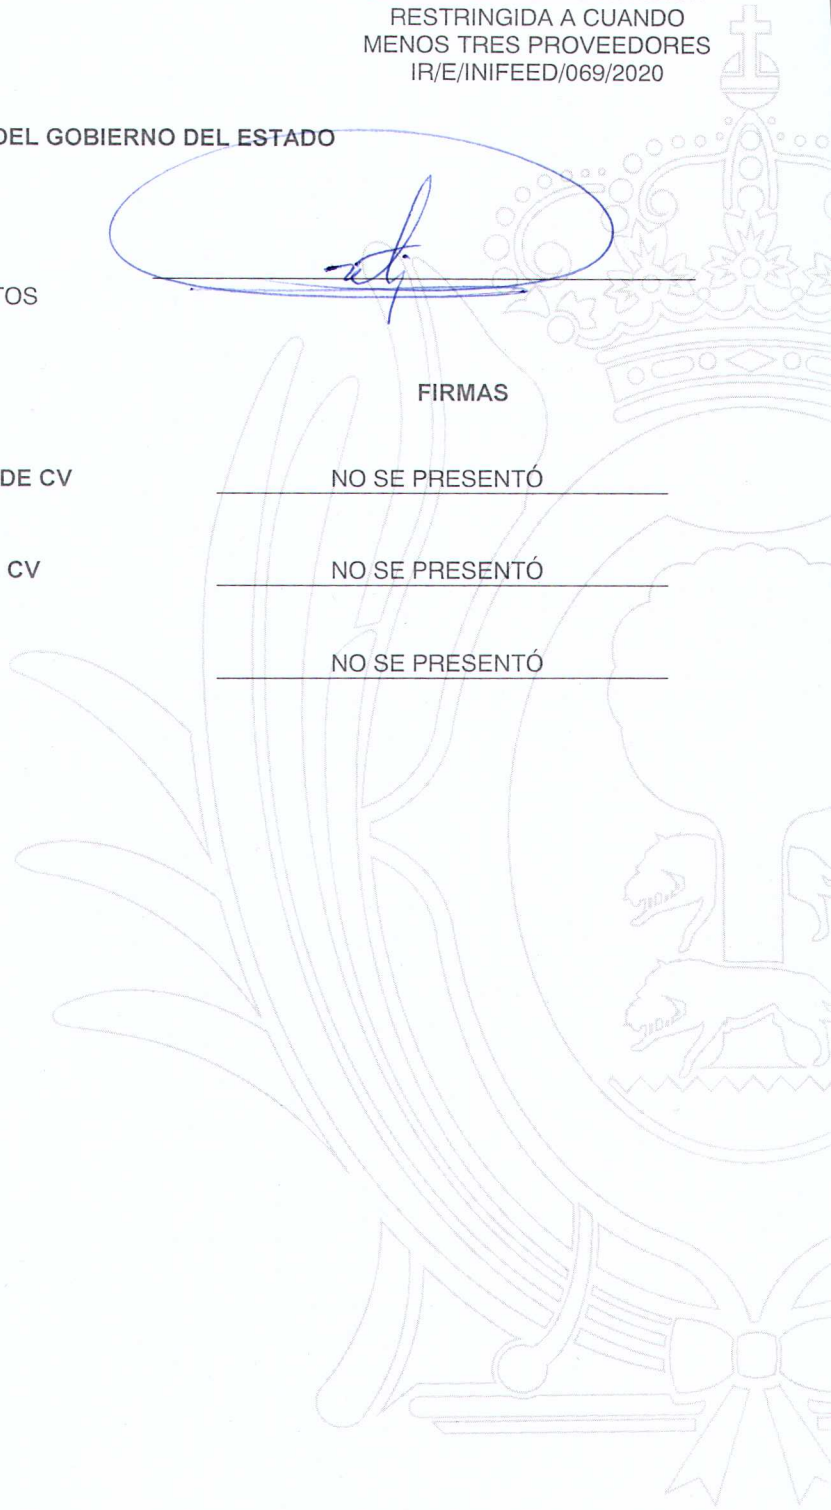 RESTRINGIDA A CUANDO
MENOS TRES PROVEEDORES
IR/E/INIFEED/069/2020
DEL GOBIERNO DEL ESTADO
TOS
FIRMAS
DE CV
NO SE PRESENTÓ
CV
NO SE PRESENTÓ
NO SE PRESENTÓ